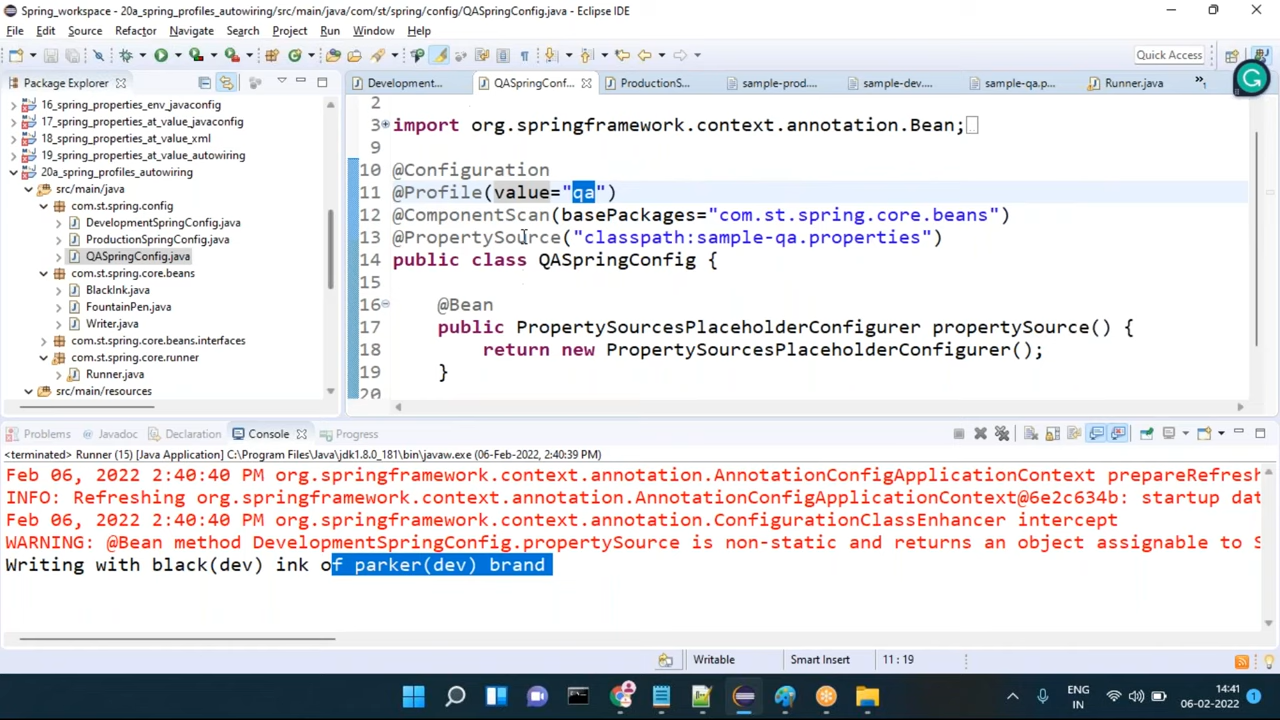 Spring_workspace - 20a_spring_profiles_autowiring/src/main/java/com/st/spring/config/QASpringConfig.java - Eclipse IDE
File Edit Source Refactor Navigate Search Project Run Window Help
Quick Access
Package Explorer
Development...
QASpringConf...
ProductionS...
sample-prod....
sample-dev....
sample-qa.p...
Runner.java
»1
16_spring_properties_env_javaconfig
17_spring_properties_at_value_javaconfig
18_spring_properties_at_value_xml
19_spring_properties_at_value_autowiring
20a_spring_profiles_autowiring
src/main/java
com.st.spring.config
DevelopmentSpringConfig.java
ProductionSpringConfig.java
QASpringConfig.java
com.st.spring.core.beans
BlackInk.java
FountainPen.java
Writer.java
com.st.spring.core.beans.interfaces
com.st.spring.core.runner
Runner.java
src/main/resources
2
3 import org.springframework.context.annotation.Bean;
9
10 @Configuration
11 @Profile(value="qa")
12 @ComponentScan(basePackages="com.st.spring.core.beans")
13 @PropertySource("classpath:sample-qa.properties")
14 public class QASpringConfig {
15
16 @Bean
17 public PropertySourcesPlaceholderConfigurer propertySource() {
18 return new PropertySourcesPlaceholderConfigurer();
19 }
20
Problems Javadoc Declaration Console Progress
<terminated> Runner (15) [Java Application] C:\Program Files\Java\jdk1.8.0_181\bin\javaw.exe (06-Feb-2022, 2:40:39 PM)
Feb 06, 2022 2:40:40 PM org.springframework.context.annotation.AnnotationConfigApplicationContext prepareRefresh
INFO: Refreshing org.springframework.context.annotation.AnnotationConfigApplicationContext@6e2c634b: startup dat
Feb 06, 2022 2:40:40 PM org.springframework.context.annotation.ConfigurationClassEnhancer intercept
WARNING: @Bean method DevelopmentSpringConfig.propertySource is non-static and returns an object assignable to S
Writing with black(dev) ink of parker(dev) brand
Writable Smart Insert 11 : 19
ENG
IN
14:41
06-02-2022
1